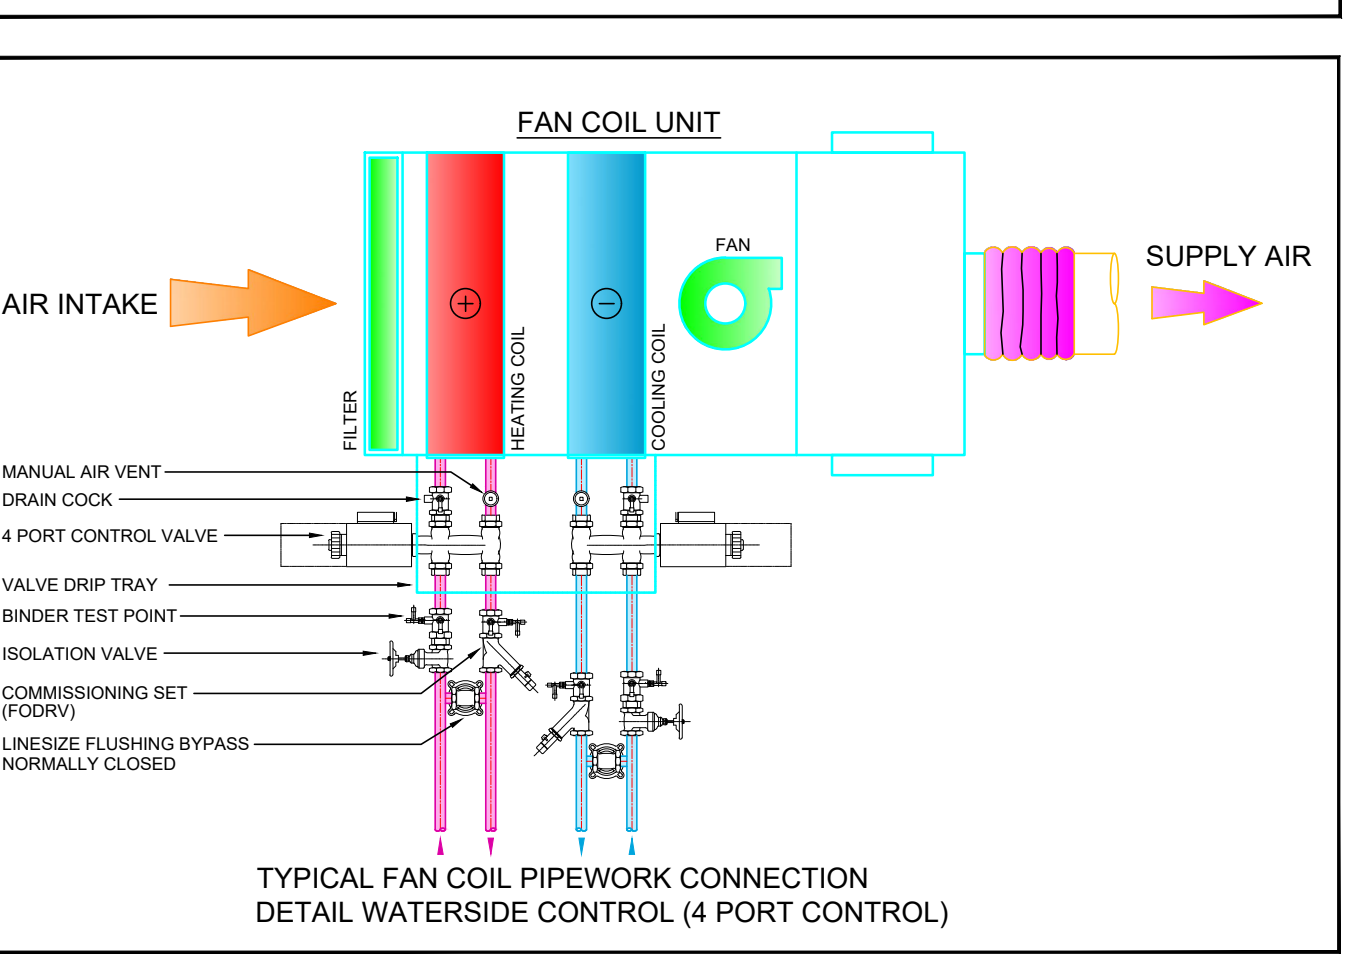 FAN COIL UNIT
FAN
SUPPLY AIR
AIR INTAKE
FILTER
HEATING COIL
COOLING COIL
MANUAL AIR VENT
DRAIN COCK
4 PORT CONTROL VALVE
VALVE DRIP TRAY
BINDER TEST POINT
ISOLATION VALVE
COMMISSIONING SET
(FODRV)
LINESIZE FLUSHING BYPASS
NORMALLY CLOSED
TYPICAL FAN COIL PIPEWORK CONNECTION
DETAIL WATERSIDE CONTROL (4 PORT CONTROL)